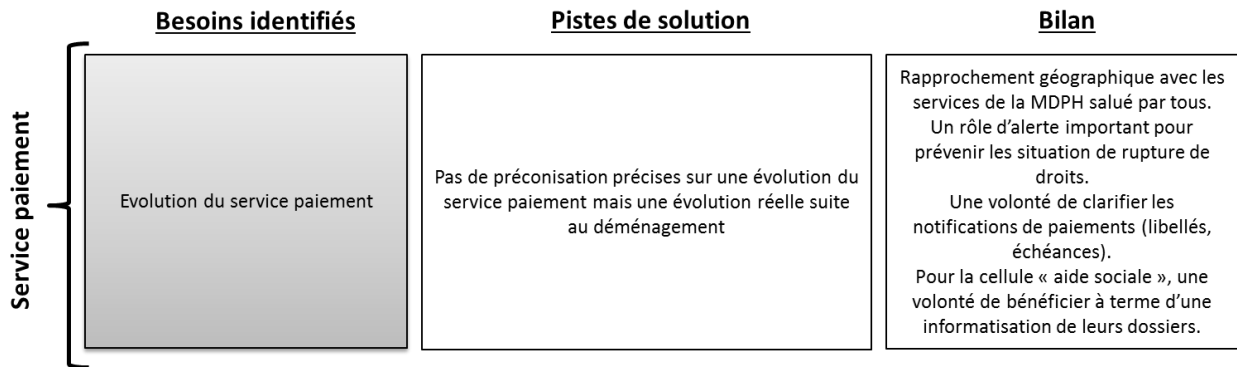 Besoins identifiés
Pistes de solution
Bilan
Service paiement
Evolution du service paiement
Pas de préconisation précises sur une évolution du
service paiement mais une évolution réelle suite
au déménagement
Rapprochement géographique avec les
services de la MDPH salué par tous.
Un rôle d’alerte important pour
prévenir les situation de rupture de
droits.
Une volonté de clarifier les
notifications de paiements (libellés,
échéances).
Pour la cellule « aide sociale », une
volonté de bénéficier à terme d’une
informatisation de leurs dossiers.